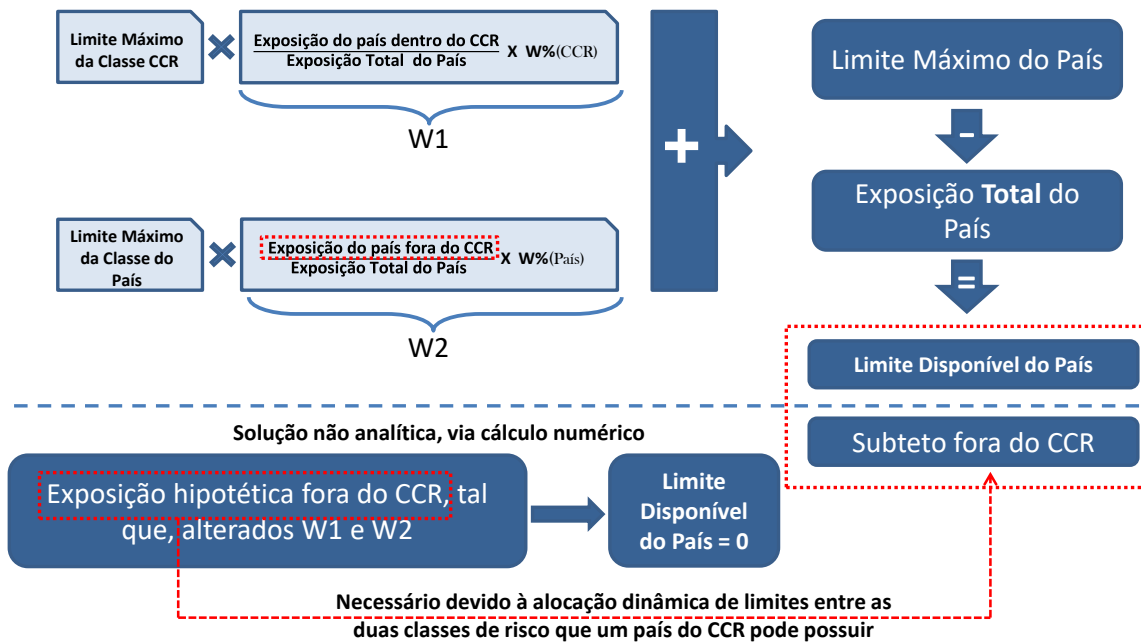 Limite Máximo
da Classe CCR
Exposição do país dentro do CCR
Exposição Total do País
X W%(CCR)
W1
Limite Máximo
da Classe do
País
Exposição do país fora do CCR
Exposição Total do País
X W%(País)
W2
+
Limite Máximo do País
-
Exposição Total do
País
=
Limite Disponível do País
Subteto fora do CCR
Solução não analítica, via cálculo numérico
Exposição hipotética fora do CCR, tal
que, alterados W1 e W2
Limite
Disponível
do País = 0
Necessário devido à alocação dinâmica de limites entre as
duas classes de risco que um país do CCR pode possuir